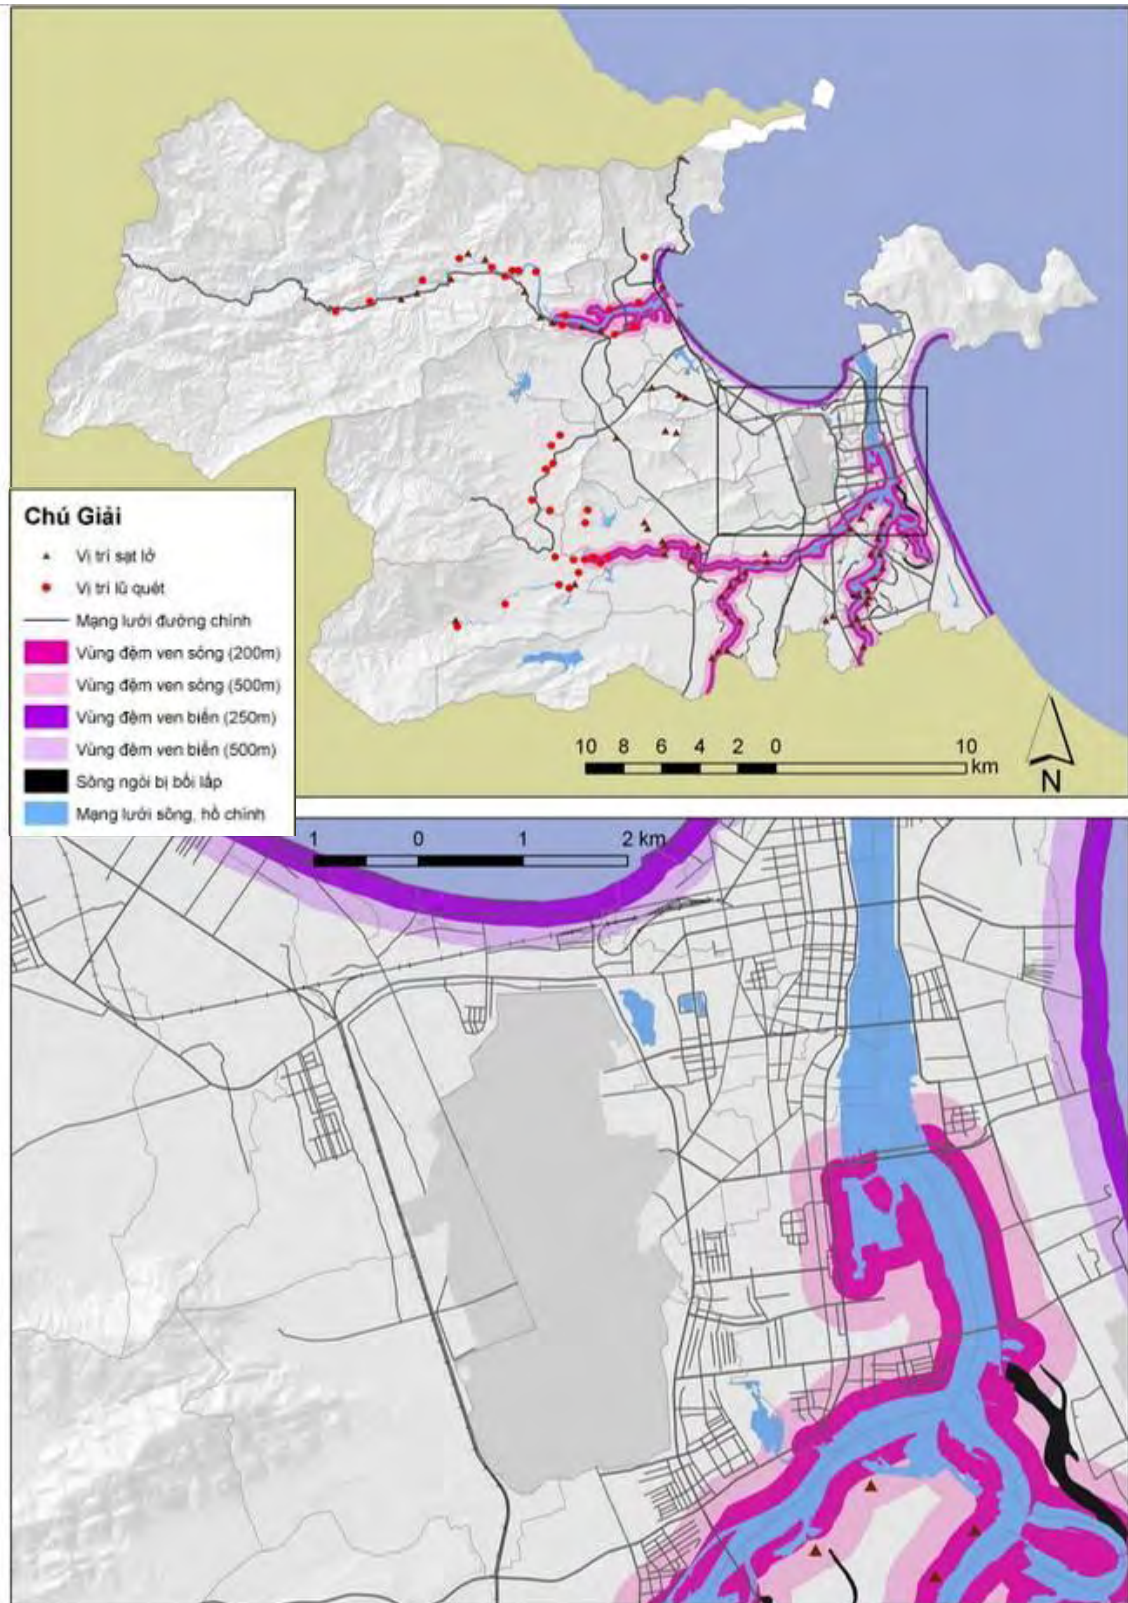 Chú Giải
Vị trí sạt lở
Vị trí lũ quét
Mạng lưới đường chính
Vùng đệm ven sông (200m)
Vùng đệm ven sông (500m)
Vùng đệm ven biển (250m)
Vùng đệm ven biển (500m)
Sông ngòi bị bồi lấp
Mạng lưới sông, hồ chính
10 8 6 4 2 0 10
km
N
1 0 1 2 km